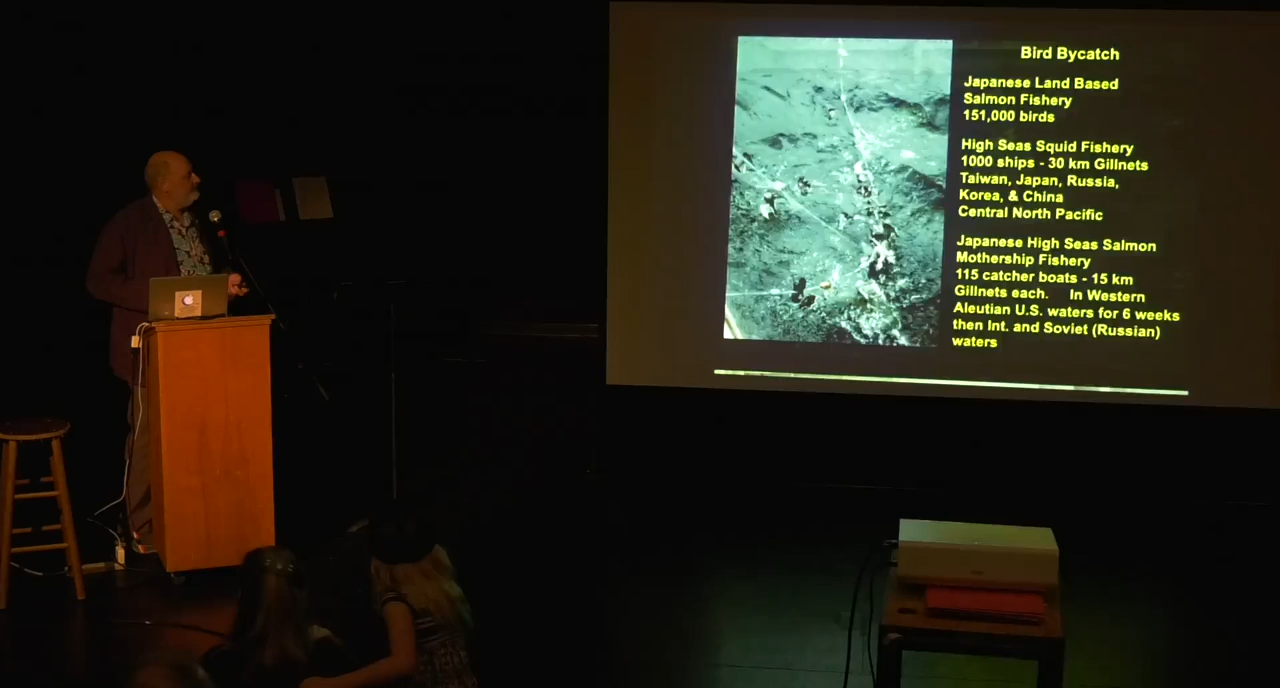 Bird Bycatch
Japanese Land Based
Salmon Fishery
151,000 birds
High Seas Squid Fishery
1000 ships - 30 km Gillnets
Taiwan, Japan, Russia,
Korea, & China
Central North Pacific
Japanese High Seas Salmon
Mothership Fishery
115 catcher boats - 15 km
Gillnets each. In Western
Aleutian U.S. waters for 6 weeks
then Int. and Soviet (Russian)
waters